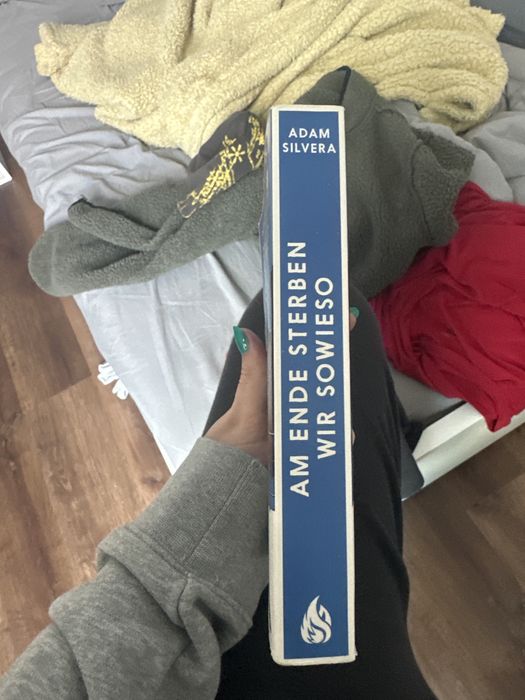 ADAM
SILVERA
AM ENDE STERBEN
WIR SOWIESO